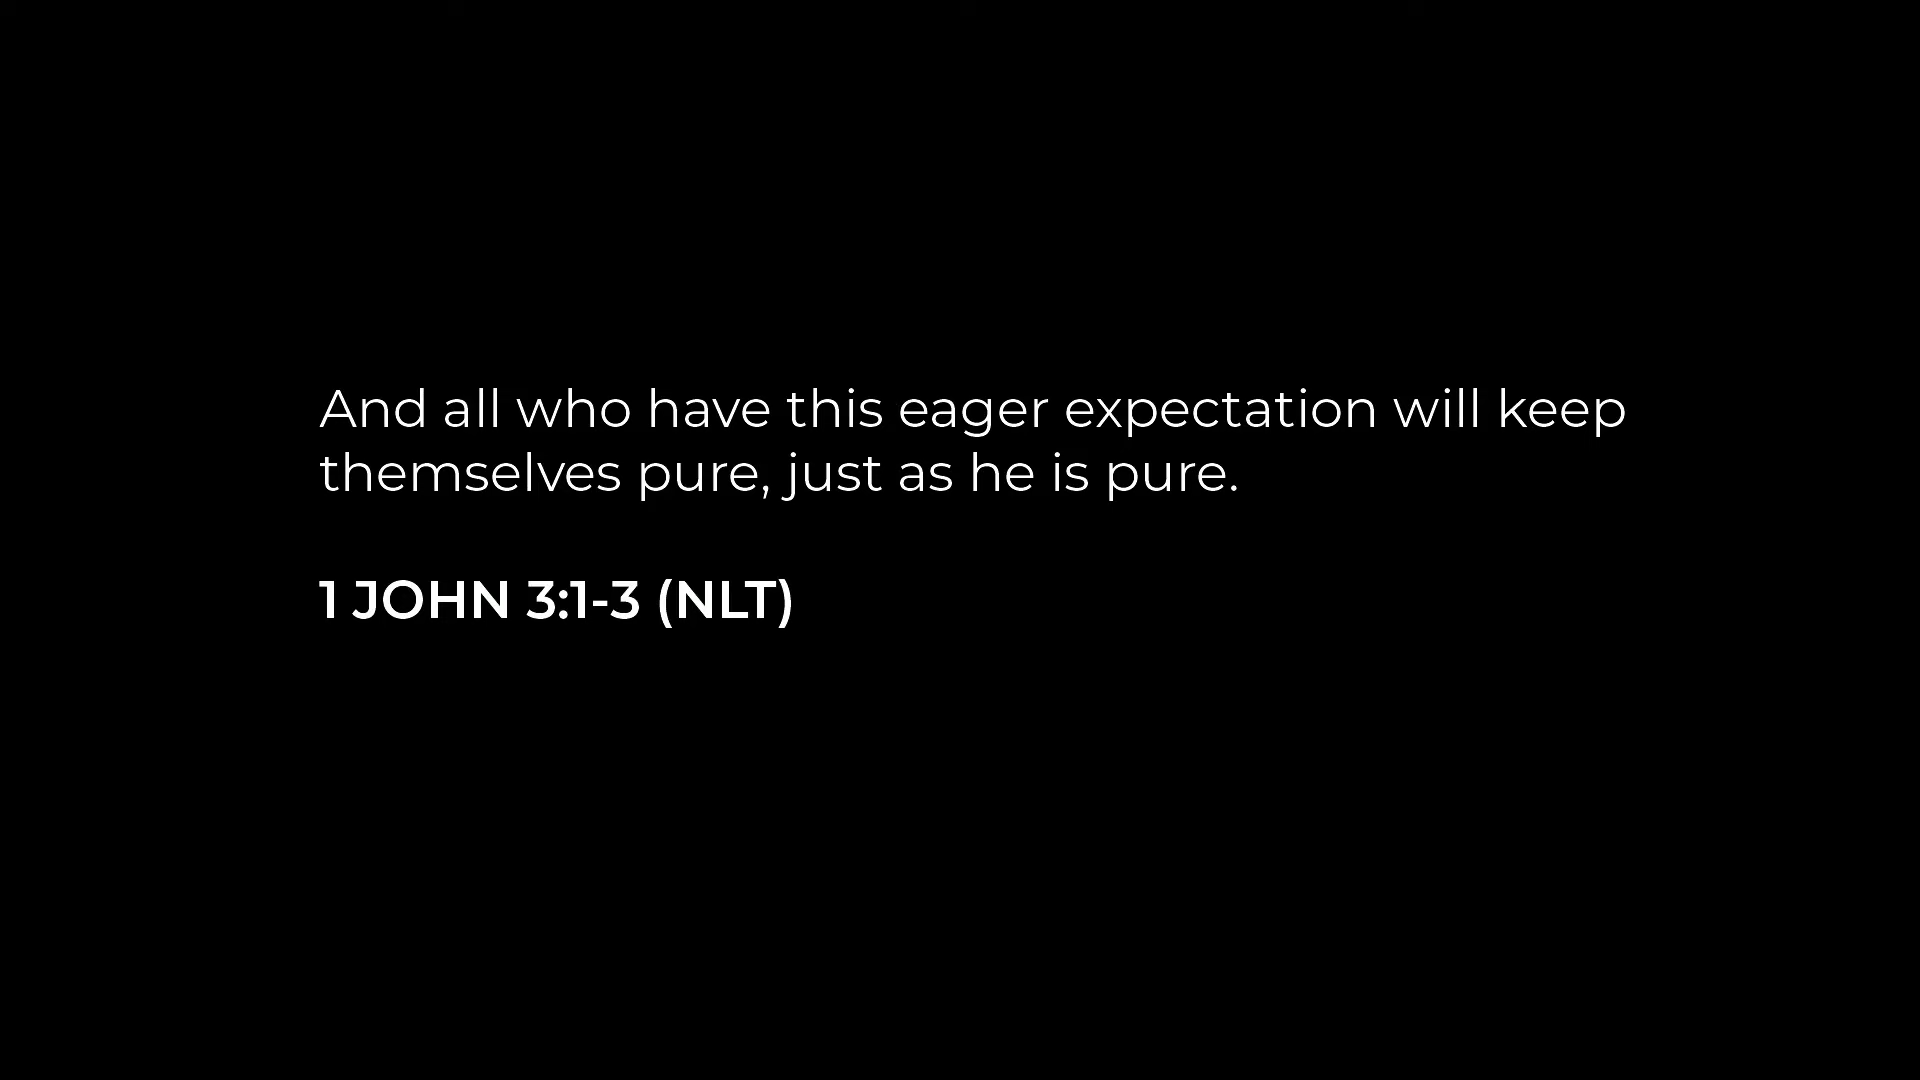 And all who have this eager expectation will keep
themselves pure, just as he is pure.
1 JOHN 3:1-3 (NLT)